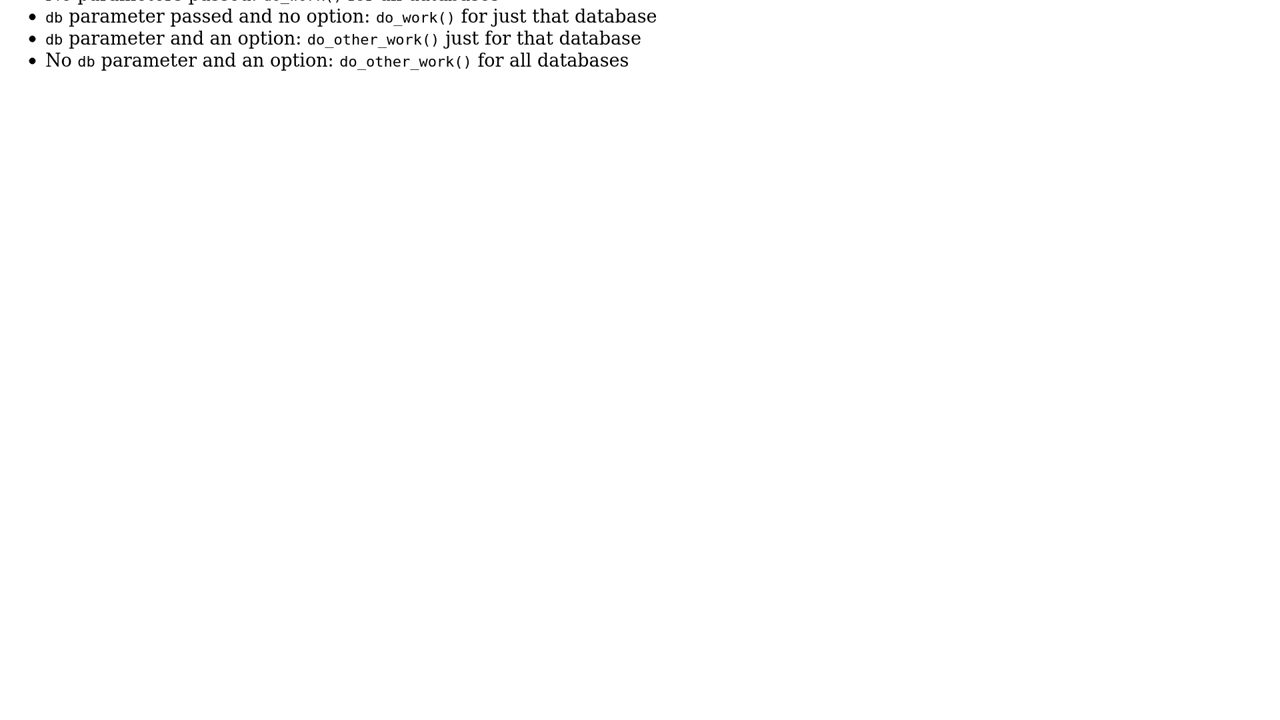 db parameter passed and no option: do_work() for just that database
db parameter and an option: do_other_work() just for that database
No db parameter and an option: do_other_work() for all databases